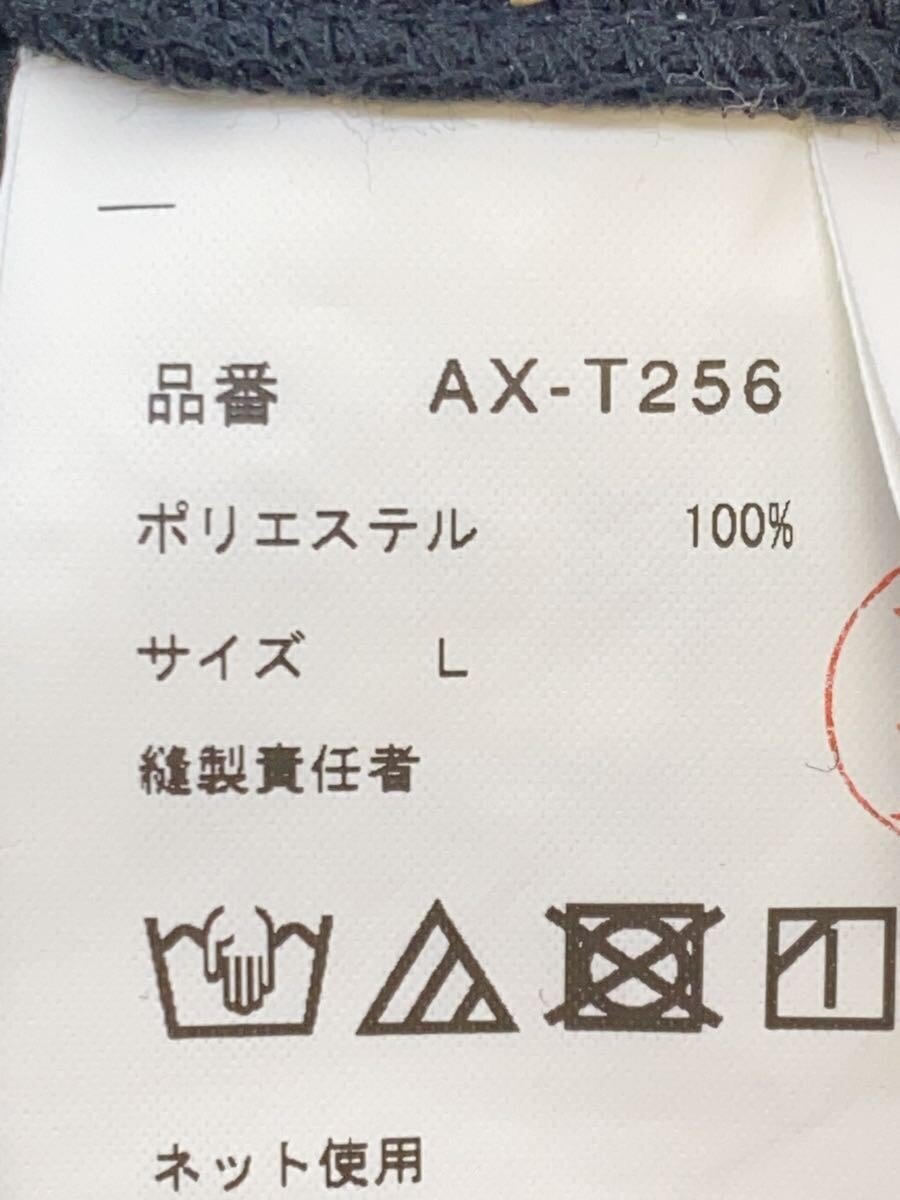 品番 AX-T256
ポリエステル 100%
サイズ L
縫製責任者
ネット使用